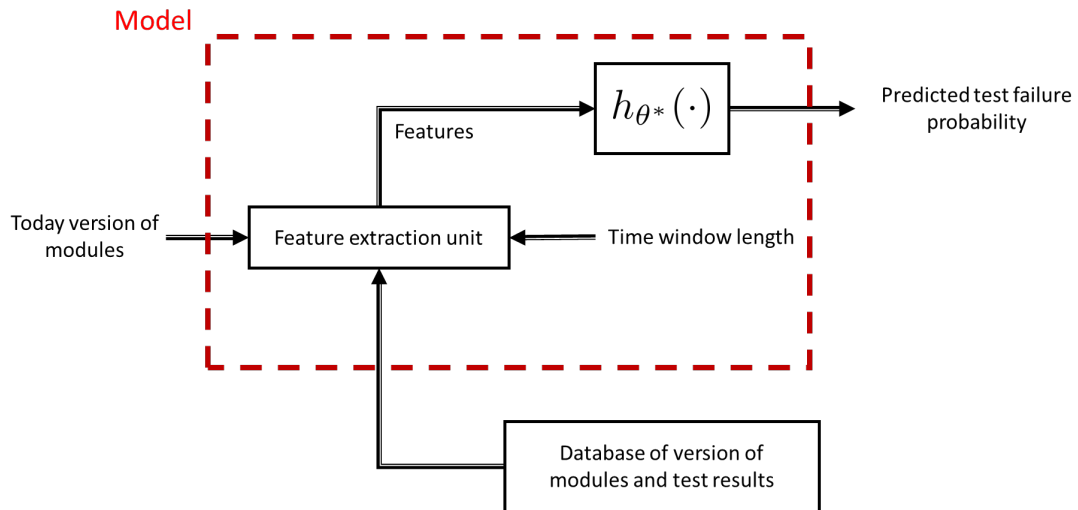 Model
h_{θ*}(·)
Predicted test failure
probability
Features
Today version of
modules
Feature extraction unit
Time window length
Database of version of
modules and test results